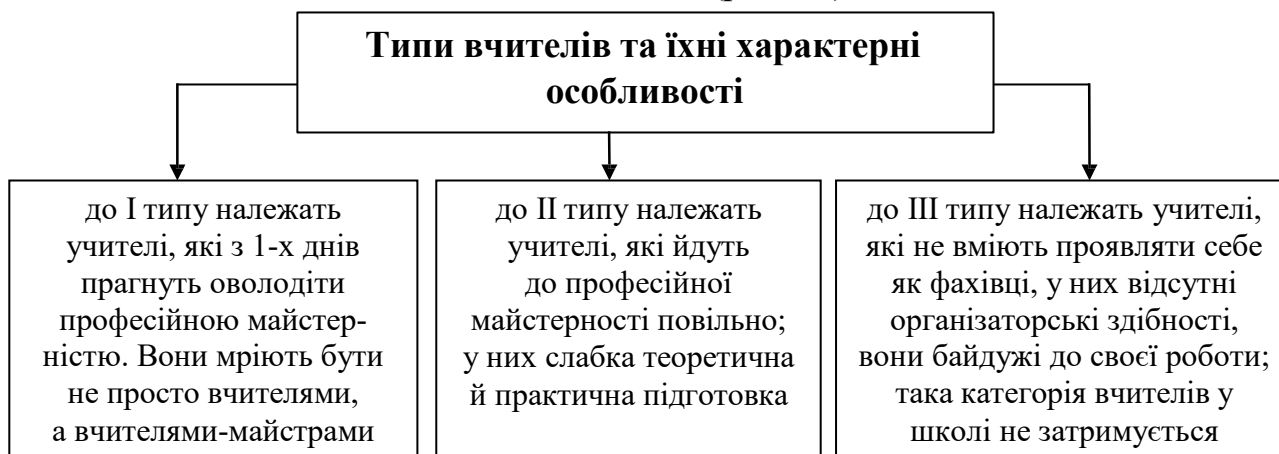 Типи вчителів та їхні характерні
особливості
до І типу належать
учителі, які з 1-х днів
прагнуть оволодіти
професійною майстер-
ністю. Вони мріють бути
не просто вчителями,
а вчителями-майстрами
до ІІ типу належать
учителі, які йдуть
до професійної
майстерності повільно;
у них слабка теоретична
й практична підготовка
до ІІІ типу належать учителі,
які не вміють проявляти себе
як фахівці, у них відсутні
організаторські здібності,
вони байдужі до своєї роботи;
така категорія вчителів у
школі не затримується